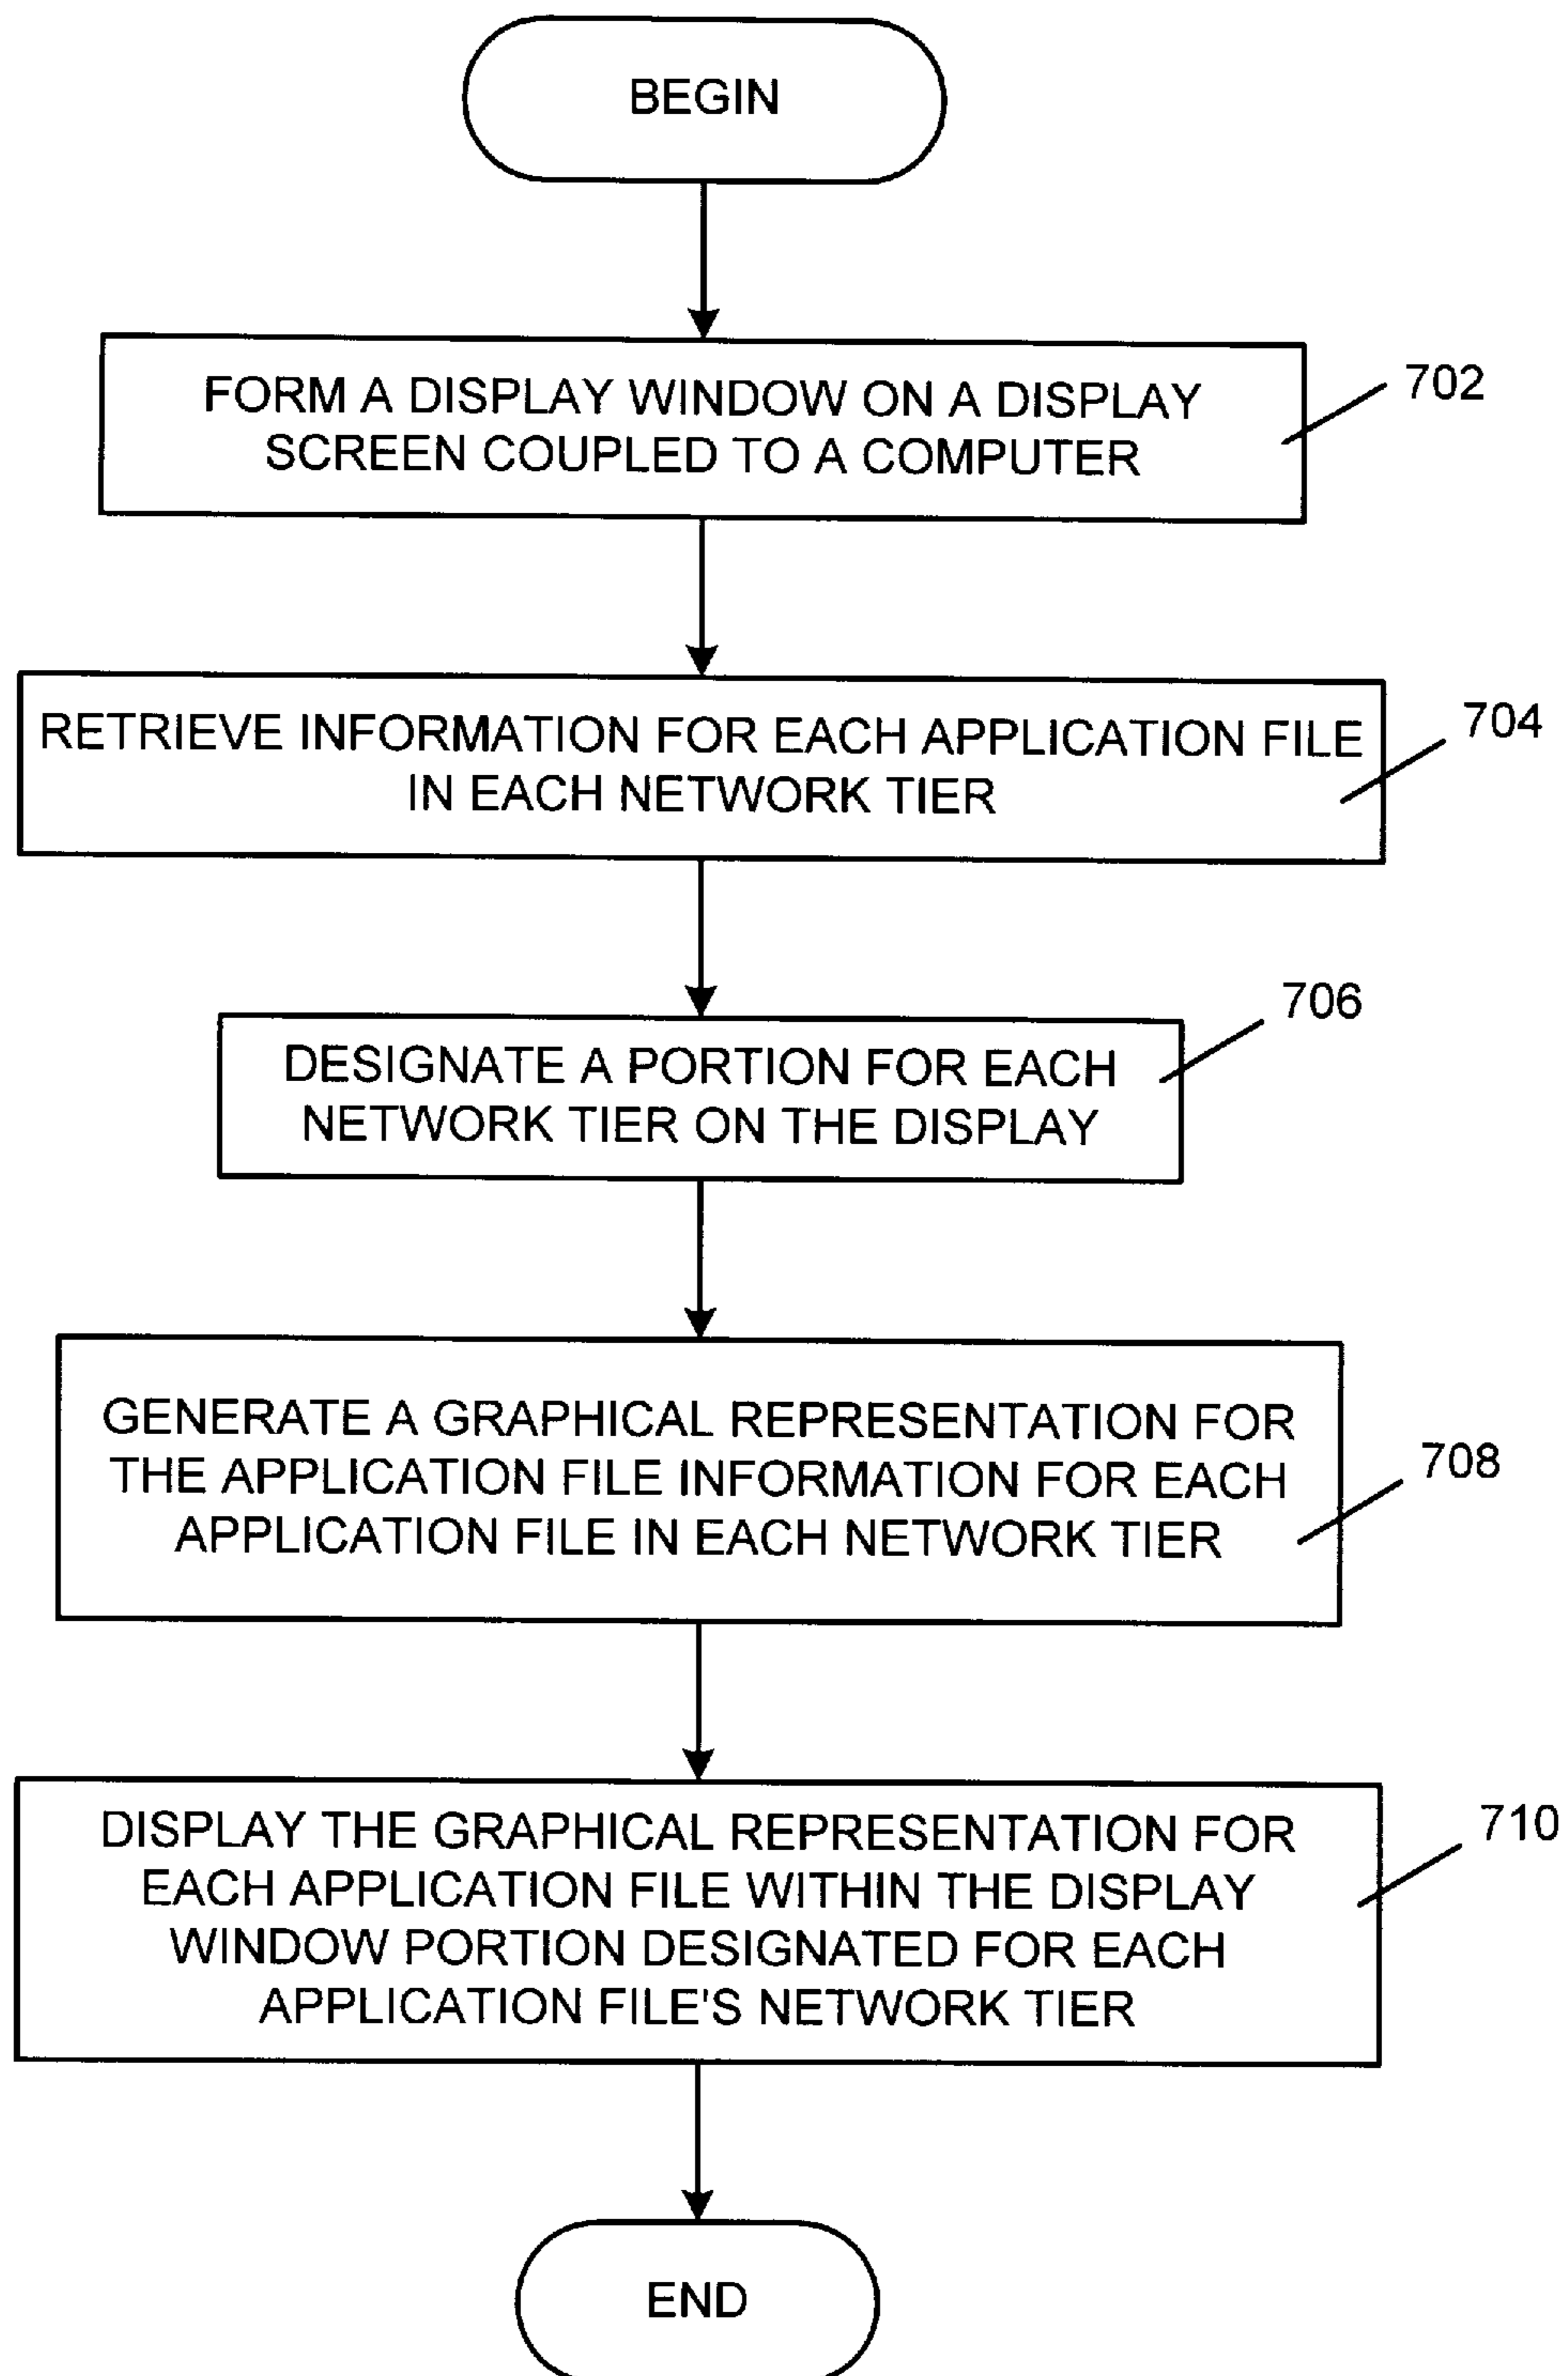 BEGIN
FORM A DISPLAY WINDOW ON A DISPLAY
SCREEN COUPLED TO A COMPUTER
702
RETRIEVE INFORMATION FOR EACH APPLICATION FILE
IN EACH NETWORK TIER
704
DESIGNATE A PORTION FOR EACH
NETWORK TIER ON THE DISPLAY
706
GENERATE A GRAPHICAL REPRESENTATION FOR
THE APPLICATION FILE INFORMATION FOR EACH
APPLICATION FILE IN EACH NETWORK TIER
708
DISPLAY THE GRAPHICAL REPRESENTATION FOR
EACH APPLICATION FILE WITHIN THE DISPLAY
WINDOW PORTION DESIGNATED FOR EACH
APPLICATION FILE'S NETWORK TIER
710
END